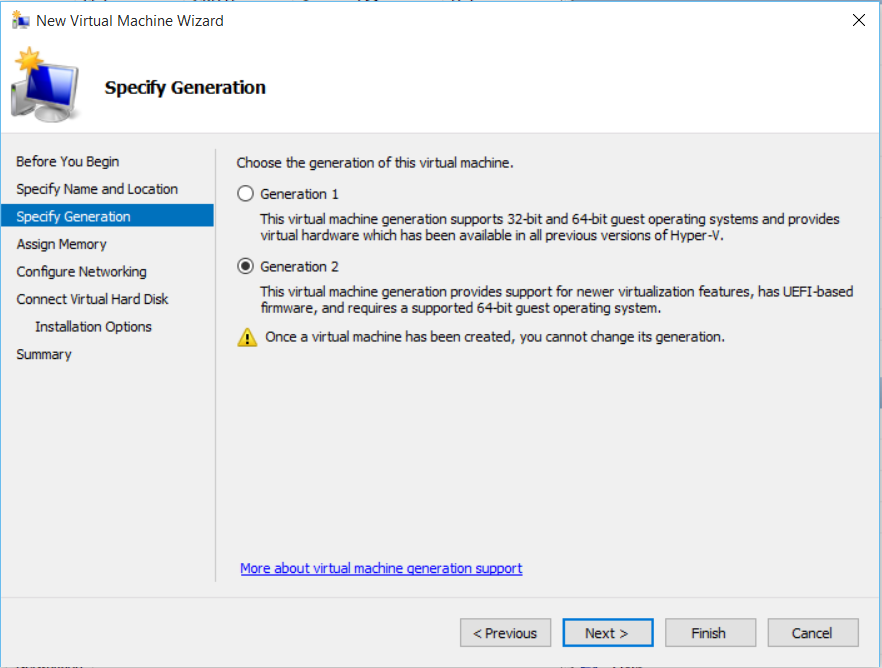 New Virtual Machine Wizard
Specify Generation
Before You Begin
Specify Name and Location
Specify Generation
Assign Memory
Configure Networking
Connect Virtual Hard Disk
Installation Options
Summary
Choose the generation of this virtual machine.
Generation 1
This virtual machine generation supports 32-bit and 64-bit guest operating systems and provides
virtual hardware which has been available in all previous versions of Hyper-V.
Generation 2
This virtual machine generation provides support for newer virtualization features, has UEFI-based
firmware, and requires a supported 64-bit guest operating system.
Once a virtual machine has been created, you cannot change its generation.
More about virtual machine generation support
< Previous
Next >
Finish
Cancel